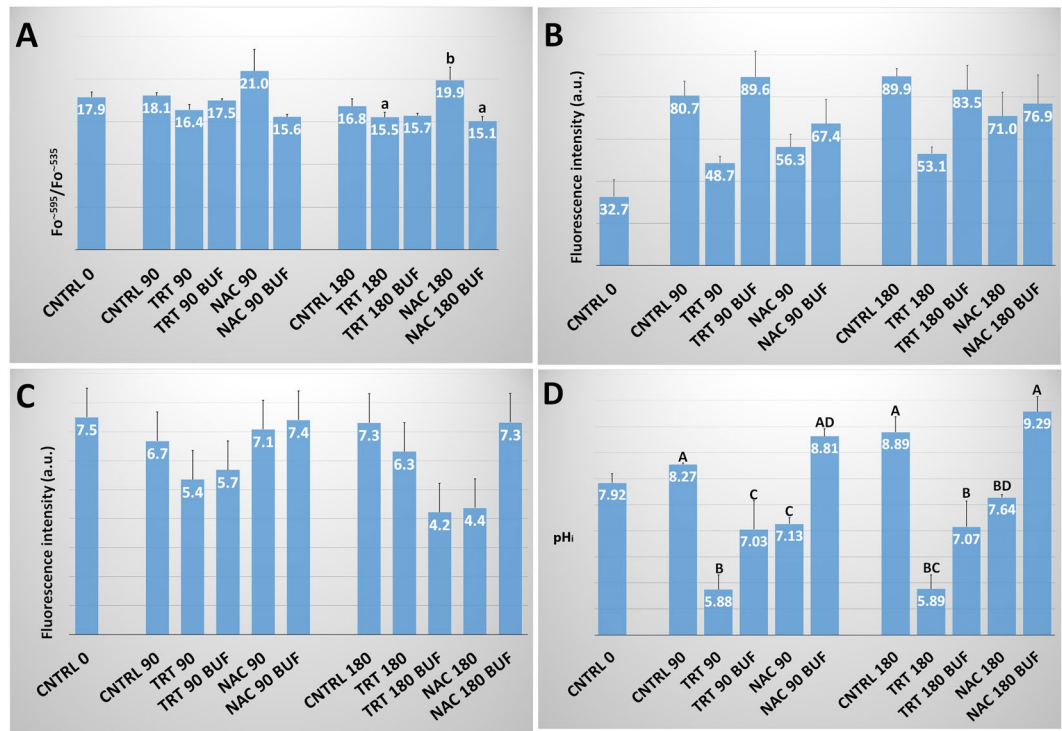 A
Fo~595/Fo~535
17.9
18.1
16.4
17.5
21.0
15.6
16.8
a
15.5
15.7
b
19.9
a
15.1
CNTRL 0
CNTRL 90
TRT 90
TRT 90 BUF
NAC 90
NAC 90 BUF
CNTRL 180
TRT 180
TRT 180 BUF
NAC 180
NAC 180 BUF
B
Fluorescence intensity (a.u.)
32.7
80.7
48.7
89.6
56.3
67.4
89.9
53.1
83.5
71.0
76.9
CNTRL 0
CNTRL 90
TRT 90
TRT 90 BUF
NAC 90
NAC 90 BUF
CNTRL 180
TRT 180
TRT 180 BUF
NAC 180
NAC 180 BUF
C
Fluorescence intensity (a.u.)
7.5
6.7
5.4
5.7
7.1
7.4
7.3
6.3
4.2
4.4
7.3
CNTRL 0
CNTRL 90
TRT 90
TRT 90 BUF
NAC 90
NAC 90 BUF
CNTRL 180
TRT 180
TRT 180 BUF
NAC 180
NAC 180 BUF
D
pHi
7.92
A
8.27
B
5.88
C
7.03
C
7.13
AD
8.81
A
8.89
BC
5.89
B
7.07
BD
7.64
A
9.29
CNTRL 0
CNTRL 90
TRT 90
TRT 90 BUF
NAC 90
NAC 90 BUF
CNTRL 180
TRT 180
TRT 180 BUF
NAC 180
NAC 180 BUF